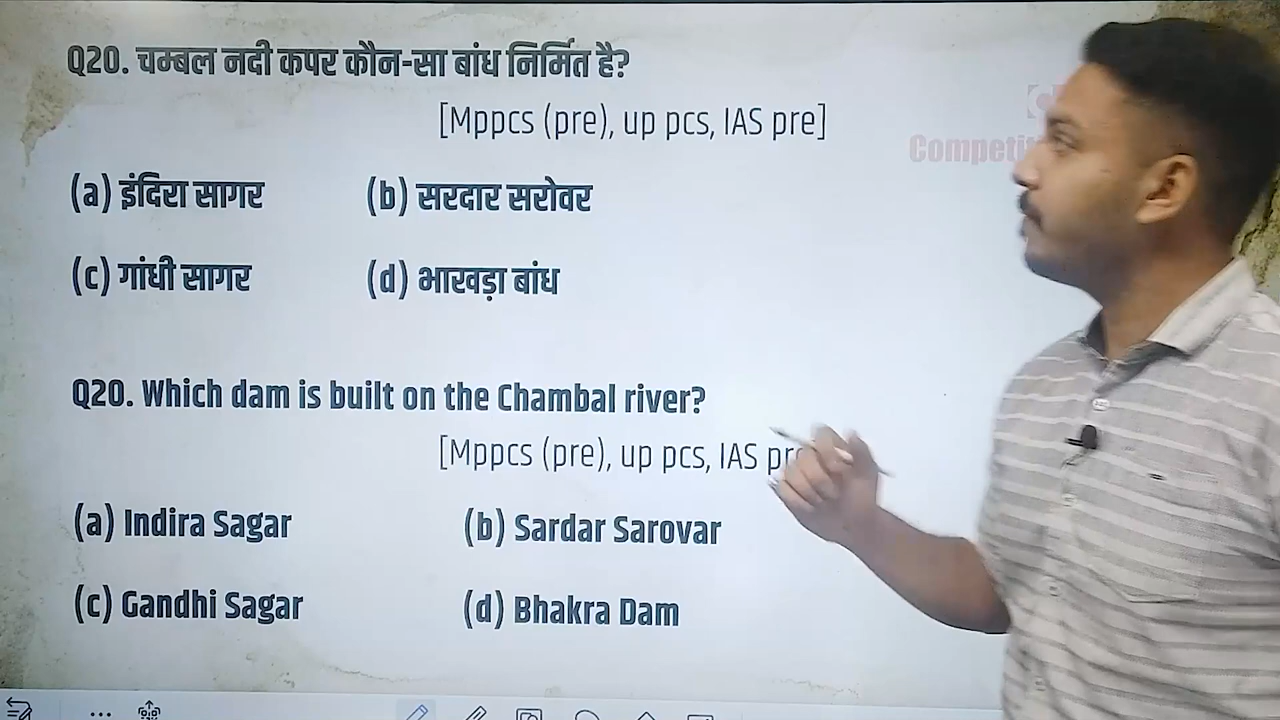 Q20. चम्बल नदी कपर कौन-सा बांध निर्मित है?
[Mppcs (pre), up pcs, IAS pre]
(a) इंदिरा सागर (b) सरदार सरोवर
(c) गांधी सागर (d) भाखड़ा बांध
Q20. Which dam is built on the Chambal river?
[Mppcs (pre), up pcs, IAS
(a) Indira Sagar (b) Sardar Sarovar
(c) Gandhi Sagar (d) Bhakra Dam